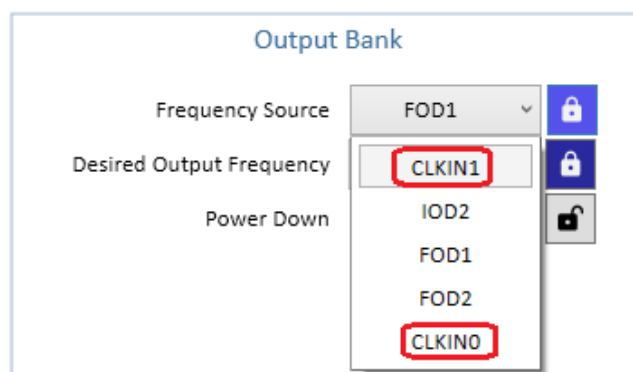 Output Bank
Frequency Source FOD1
Desired Output Frequency CLKIN1
Power Down IOD2
FOD1
FOD2
CLKIN0